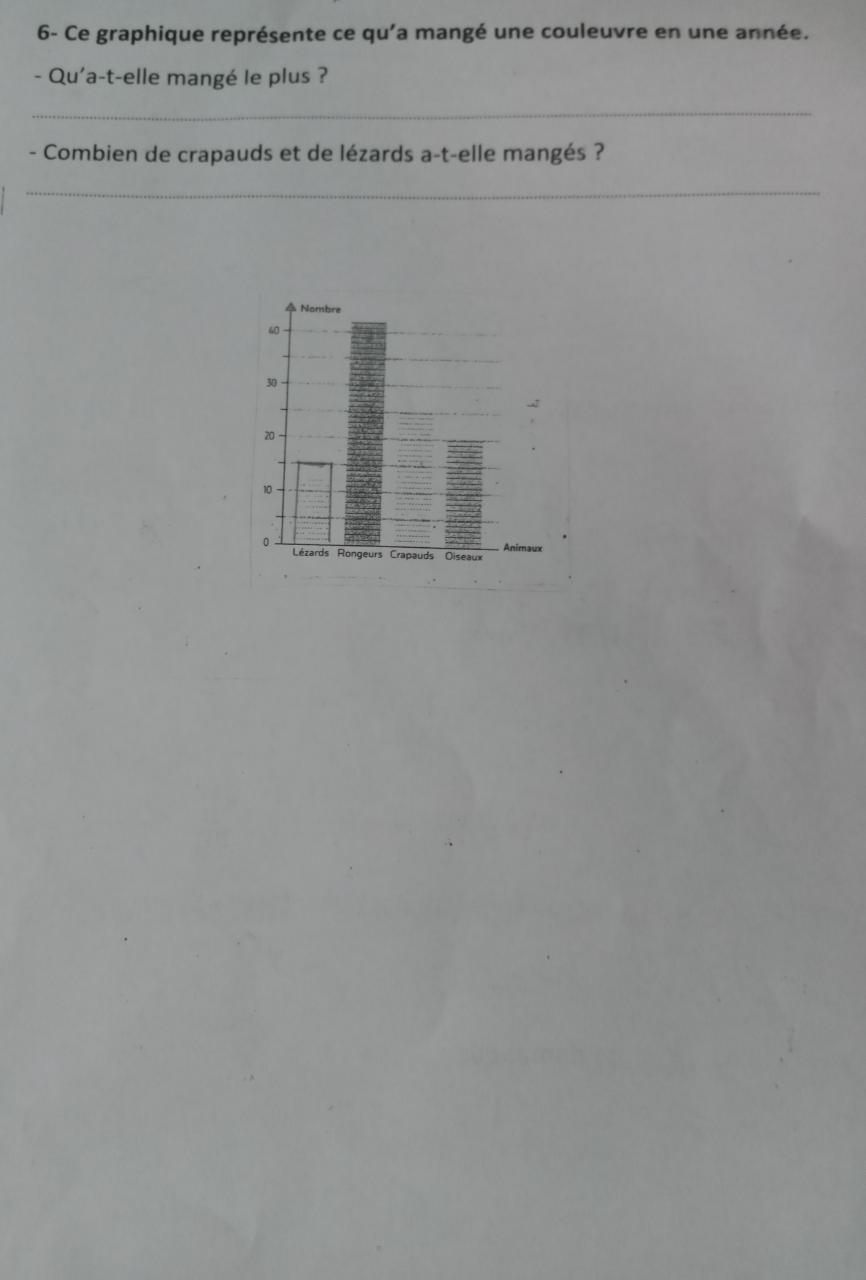 6- Ce graphique représente ce qu'a mangé une couleuvre en une année.
- Qu'a-t-elle mangé le plus ?
- Combien de crapauds et de lézards a-t-elle mangés ?
Nombre
40
30
20
10
0
Lézards Rongeurs Crapauds Oiseaux Animaux